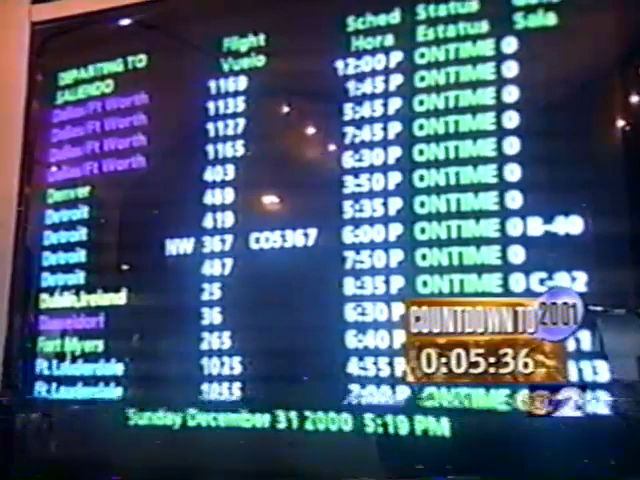 Flight Sched Status
DEPARTING TO Vuelo Hora Estatus Sala
SALIENDO 1160 12:00 P ONTIME
Dallas/Ft Worth 1135 1:45 P ONTIME
Dallas/Ft Worth 1127 5:45 P ONTIME
Dallas/Ft Worth 1165 7:45 P ONTIME
Dallas/Ft Worth 403 6:30 P ONTIME
Denver 489 3:50 P ONTIME
Detroit 419 5:35 P ONTIME
Detroit NW 367 CO5367 6:00 P ONTIME B-40
Detroit 487 7:50 P ONTIME
Detroit 25 8:35 P ONTIME
Dublin,Ireland 36 6:30 P
Dusseldorf 265 6:40 P
Fort Myers 1025 4:55 P
Ft. Lauderdale 1055 7:00 P ONTIME
Ft. Lauderdale
COUNTDOWN TO 2001
0:05:36
Sunday December 31 2000 5:19 PM